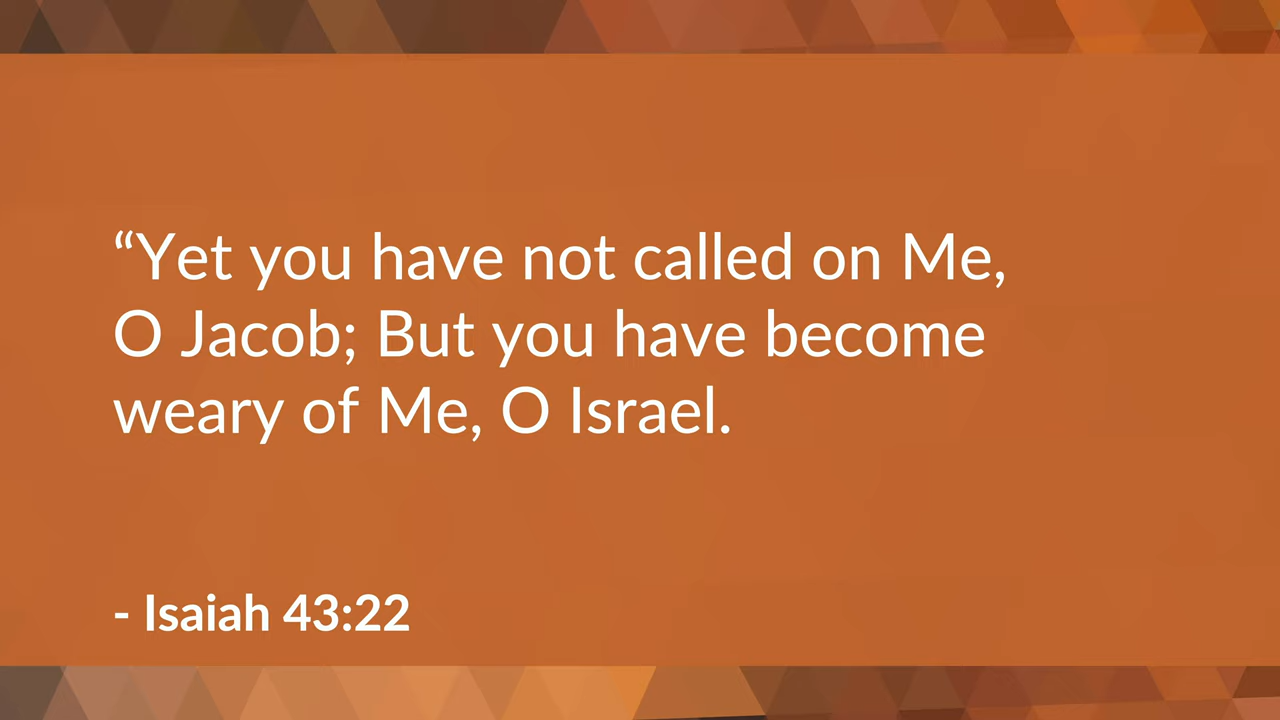 “Yet you have not called on Me,
O Jacob; But you have become
weary of Me, O Israel.
- Isaiah 43:22